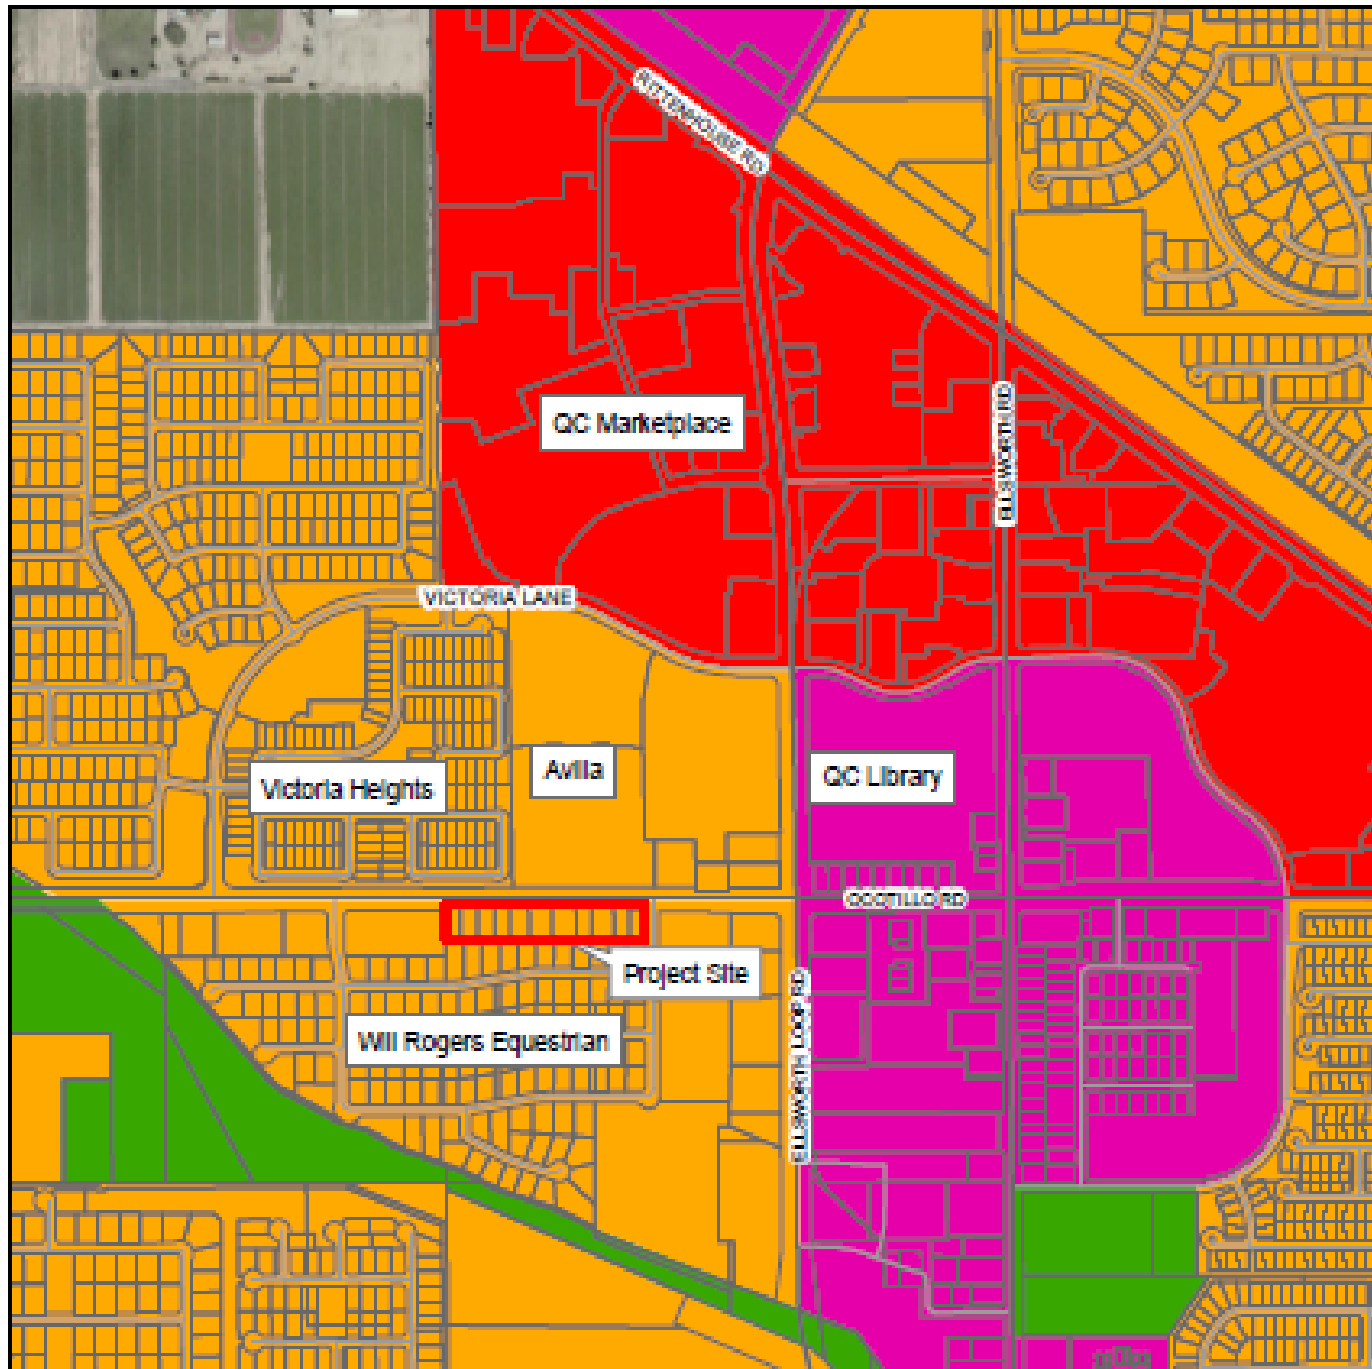 RITTENHOUSE RD
QC Marketplace
ELLSWORTH RD
VICTORIA LANE
Avilla
QC Library
Victoria Heights
OCOTILLO RD
Project Site
Will Rogers Equestrian
ELLSWORTH LOOP RD